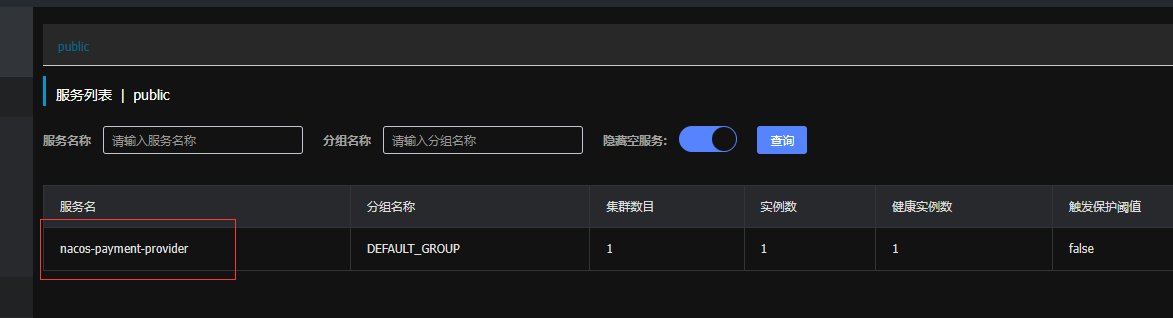 public
服务列表 | public
服务名称 请输入服务名称 分组名称 请输入分组名称 隐藏空服务: 查询
服务名 分组名称 集群数目 实例数 健康实例数 触发保护阈值
nacos-payment-provider DEFAULT_GROUP 1 1 1 false